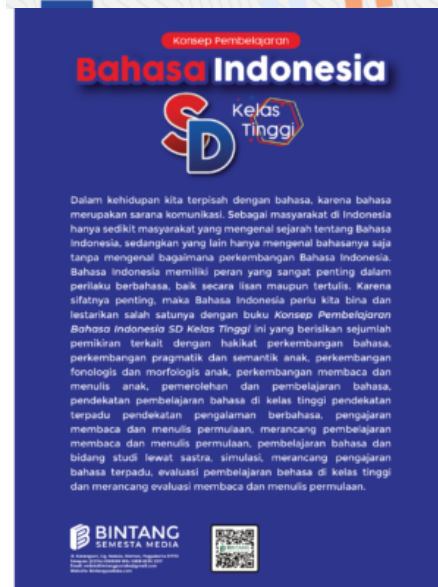 Konsep Pembelajaran
Bahasa Indonesia
SD Kelas
Tinggi
Dalam kehidupan kita terpisah dengan bahasa, karena bahasa
merupakan sarana komunikasi. Sebagai masyarakat di Indonesia
hanya sedikit masyarakat yang mengenal sejarah tentang Bahasa
Indonesia, sedangkan yang lain hanya mengenal bahasanya saja
tanpa mengenal bagaimana perkembangan Bahasa Indonesia.
Bahasa Indonesia memiliki peran yang sangat penting dalam
perilaku berbahasa, baik secara lisan maupun tertulis. Karena
sifatnya penting, maka Bahasa Indonesia perlu kita bina dan
lestarikan salah satunya dengan buku Konsep Pembelajaran
Bahasa Indonesia SD Kelas Tinggi ini yang berisikan sejumlah
pemikiran terkait dengan hakikat perkembangan bahasa,
perkembangan pragmatik dan semantik anak, perkembangan
fonologis dan morfologis anak, perkembangan membaca dan
menulis anak, pemerolehan dan pembelajaran bahasa,
pendekatan pembelajaran bahasa di kelas tinggi pendekatan
terpadu pendekatan pengalaman berbahasa, pengajaran
membaca dan menulis permulaan, merancang pembelajaran
membaca dan menulis permulaan, pembelajaran bahasa dan
bidang studi lewat sastra, simulasi, merancang pengajaran
bahasa terpadu, evaluasi pembelajaran behasa di kelas tinggi
dan merancang evaluasi membaca dan menulis permulaan.
BINTANG
SEMESTA MEDIA